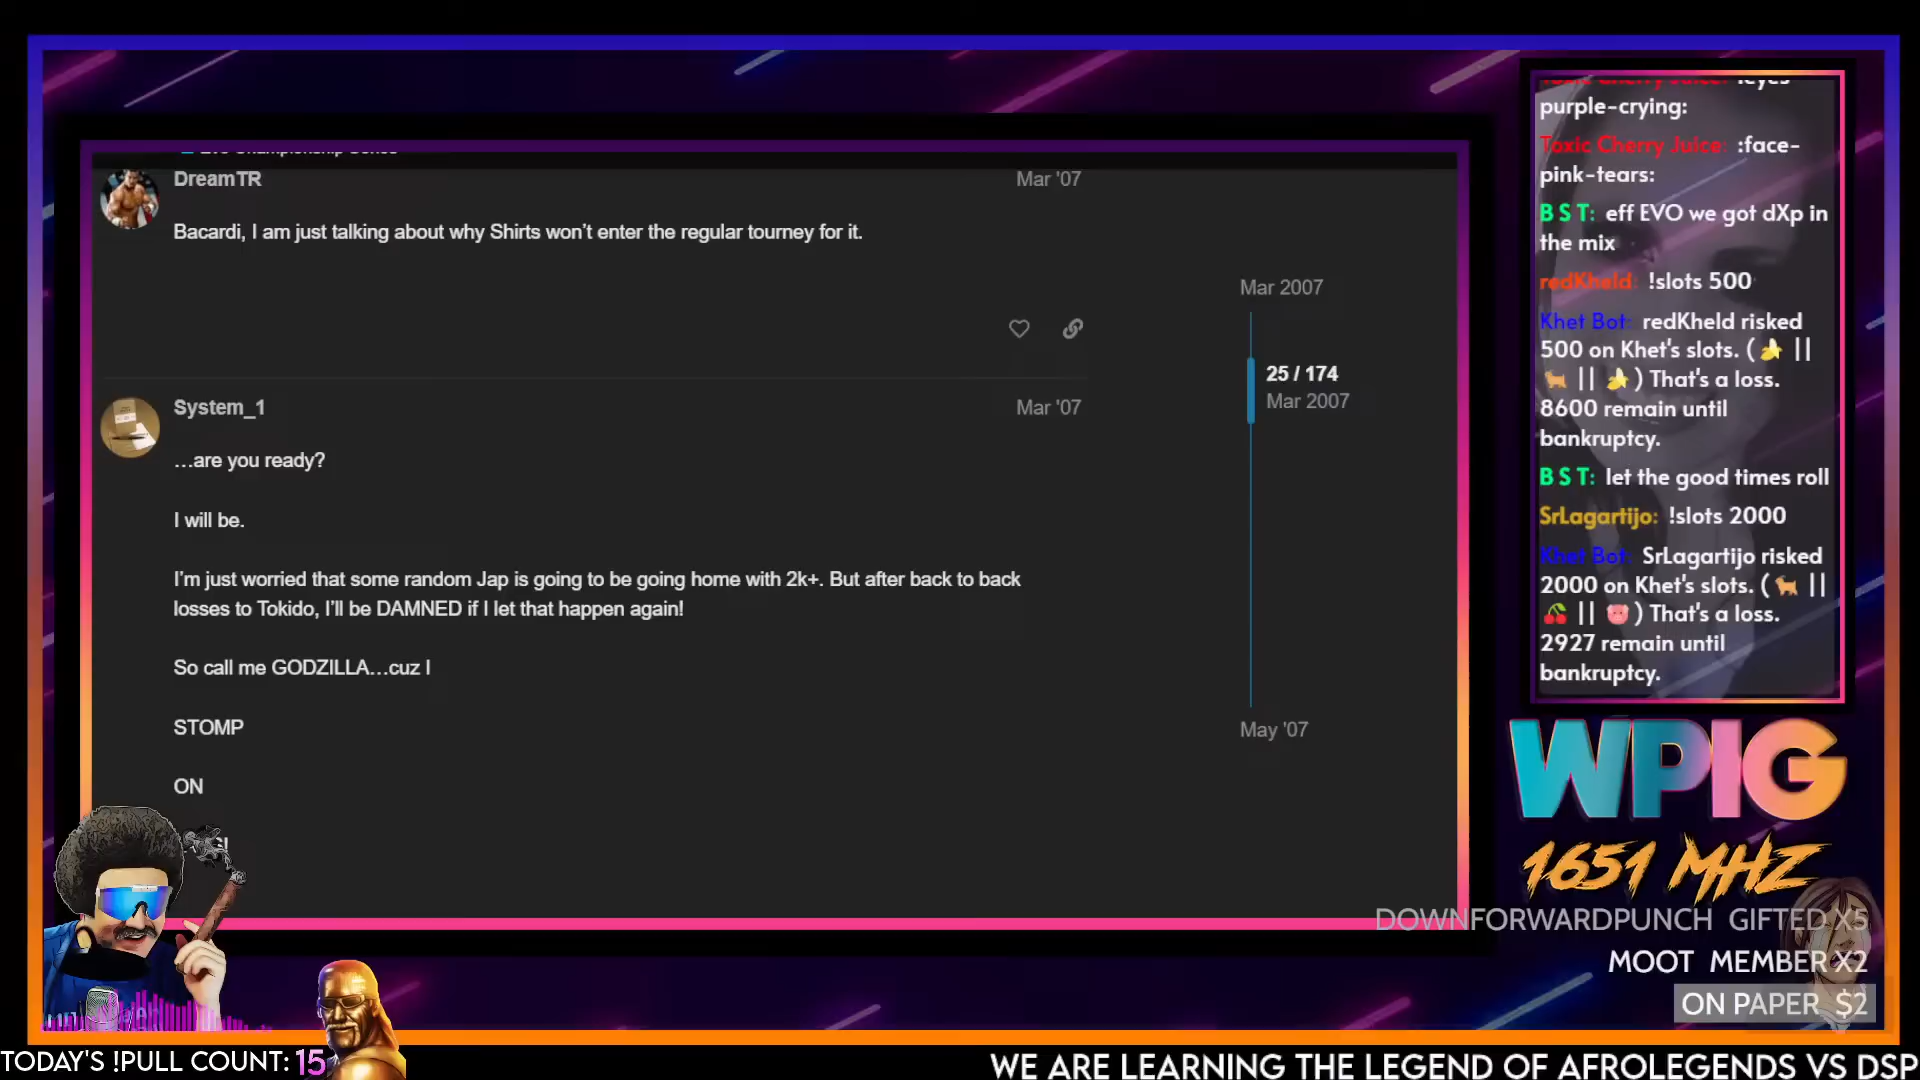 DreamTR
Mar '07
Bacardi, I am just talking about why Shirts won't enter the regular tourney for it.
System_1
Mar '07
…are you ready?
I will be.
I'm just worried that some random Jap is going to be going home with 2k+. But after back to back
losses to Tokido, I'll be DAMNED if I let that happen again!
So call me GODZILLA…cuz I
STOMP
ON
Mar 2007
25 / 174
Mar 2007
May '07
purple-crying:
Toxic Cherry Juice: :face-
pink-tears:
B S T: eff EVO we got dXp in
the mix
redKheld: !slots 500
Khet Bot: redKheld risked
500 on Khet's slots. (🍌 ||
🐕 || 🍌) That's a loss.
8600 remain until
bankruptcy.
B S T: let the good times roll
SrLagartijo: !slots 2000
Khet Bot: SrLagartijo risked
2000 on Khet's slots. (🐕 ||
🍒 || 🐷) That's a loss.
2927 remain until
bankruptcy.
WPIG
1651 MHZ
DOWNFORWARDPUNCH GIFTED X5
MOOT MEMBER X2
ON PAPER $2
TODAY'S !PULL COUNT: 15
WE ARE LEARNING THE LEGEND OF AFROLEGENDS VS DSP